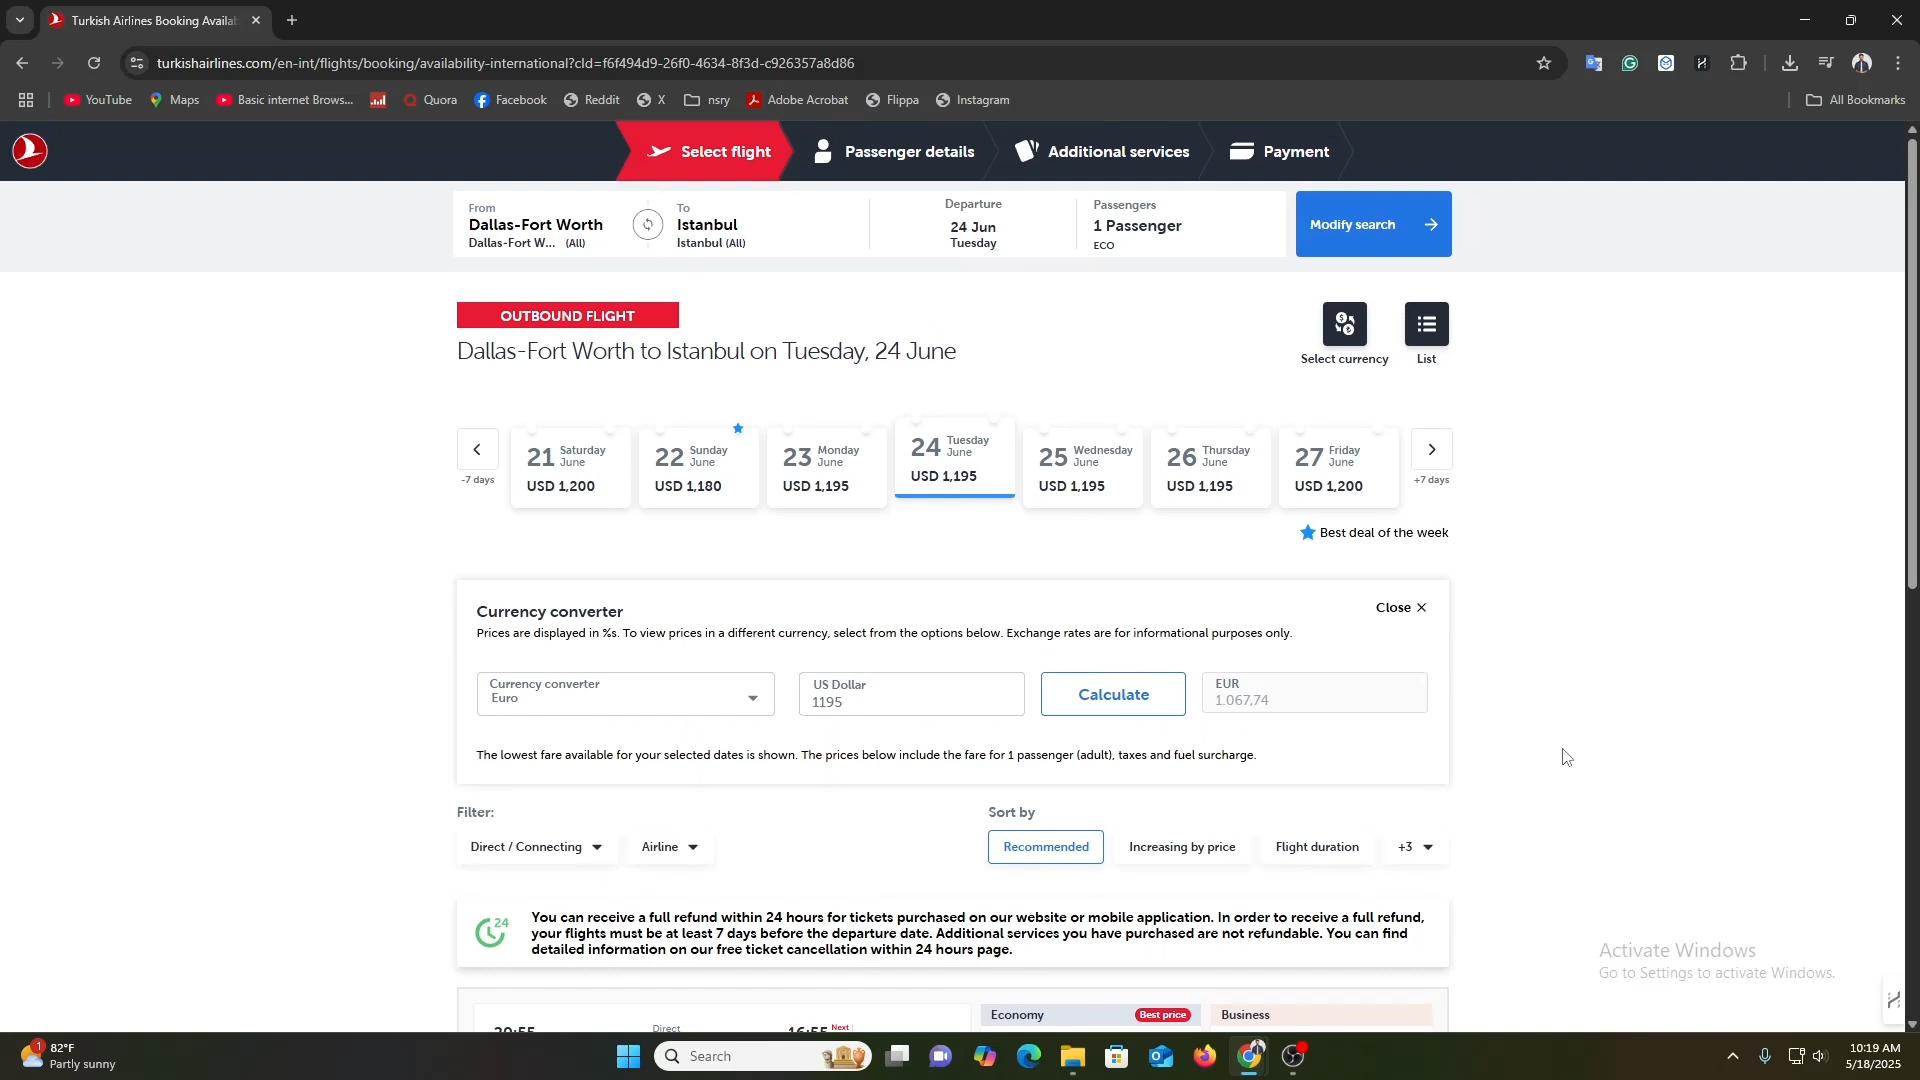 Turkish Airlines Booking Availab
turkishairlines.com/en-int/flights/booking/availability-international?cId=f6f494d9-26f0-4634-8f3d-c926357a8d86
YouTube
Maps
Basic internet Brows...
Quora
Facebook
Reddit
X
nsry
Adobe Acrobat
Flippa
Instagram
All Bookmarks
Select flight
Passenger details
Additional services
Payment
From
Dallas-Fort Worth
Dallas-Fort W... (All)
To
Istanbul
Istanbul (All)
Departure
24 Jun
Tuesday
Passengers
1 Passenger
ECO
Modify search
OUTBOUND FLIGHT
Dallas-Fort Worth to Istanbul on Tuesday, 24 June
Select currency
List
-7 days
21 Saturday June
USD 1,200
22 Sunday June
USD 1,180
23 Monday June
USD 1,195
24 Tuesday June
USD 1,195
25 Wednesday June
USD 1,195
26 Thursday June
USD 1,195
27 Friday June
USD 1,200
+7 days
Best deal of the week
Currency converter
Close
Prices are displayed in %s. To view prices in a different currency, select from the options below. Exchange rates are for informational purposes only.
Currency converter
Euro
US Dollar
1195
Calculate
EUR
1.067,74
The lowest fare available for your selected dates is shown. The prices below include the fare for 1 passenger (adult), taxes and fuel surcharge.
Filter:
Direct / Connecting
Airline
Sort by
Recommended
Increasing by price
Flight duration
+3
24
You can receive a full refund within 24 hours for tickets purchased on our website or mobile application. In order to receive a full refund,
your flights must be at least 7 days before the departure date. Additional services you have purchased are not refundable. You can find
detailed information on our free ticket cancellation within 24 hours page.
20:55
Direct
16:55 Next
Economy
Best price
Business
Activate Windows
Go to Settings to activate Windows.
1
82°F
Partly sunny
Search
10:19 AM
5/18/2025